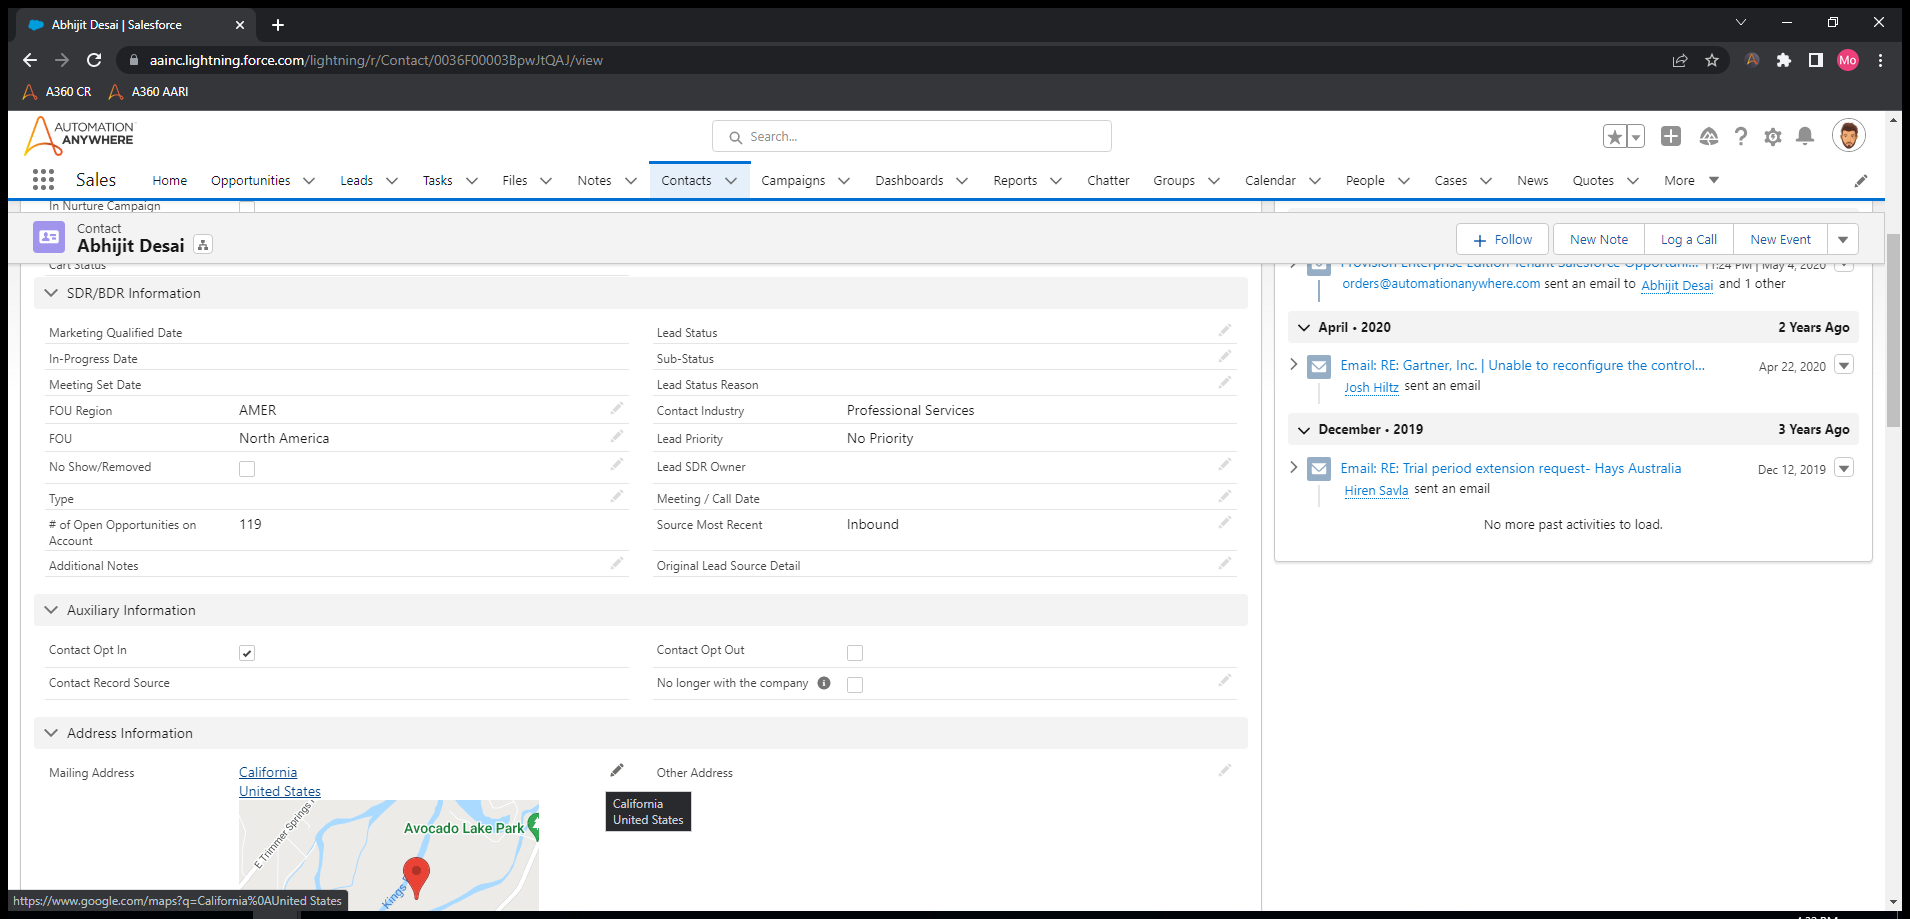 Abhijit Desai | Salesforce
aainc.lightning.force.com/lightning/r/Contact/0036F00003BpwJtQAJ/view
Mo
A360 CR
A360 AARI
AUTOMATION
ANYWHERE
Search...
Sales
Home
Opportunities
Leads
Tasks
Files
Notes
Contacts
Campaigns
Dashboards
Reports
Chatter
Groups
Calendar
People
Cases
News
Quotes
More
In Nurture Campaign
Contact
Abhijit Desai
Follow
New Note
Log a Call
New Event
Cart Status
SDR/BDR Information
Marketing Qualified Date
Lead Status
In-Progress Date
Sub-Status
Meeting Set Date
Lead Status Reason
FOU Region AMER
Contact Industry Professional Services
FOU North America
Lead Priority No Priority
No Show/Removed
Lead SDR Owner
Type
Meeting / Call Date
# of Open Opportunities on
Account
119
Source Most Recent Inbound
Additional Notes
Original Lead Source Detail
Auxiliary Information
Contact Opt In
Contact Opt Out
Contact Record Source
No longer with the company
Address Information
Mailing Address
California
United States
Other Address
California
United States
E Trimmer Springs
Avocado Lake Park
Kings
https://www.google.com/maps?q=California%0AUnited States
Provision Enterprise Edition Tenant Salesforce Opportuni... 11:24 PM | May 4, 2020
orders@automationanywhere.com sent an email to Abhijit Desai and 1 other
April • 2020
2 Years Ago
Email: RE: Gartner, Inc. | Unable to reconfigure the control...
Apr 22, 2020
Josh Hiltz sent an email
December • 2019
3 Years Ago
Email: RE: Trial period extension request- Hays Australia
Dec 12, 2019
Hiren Savla sent an email
No more past activities to load.